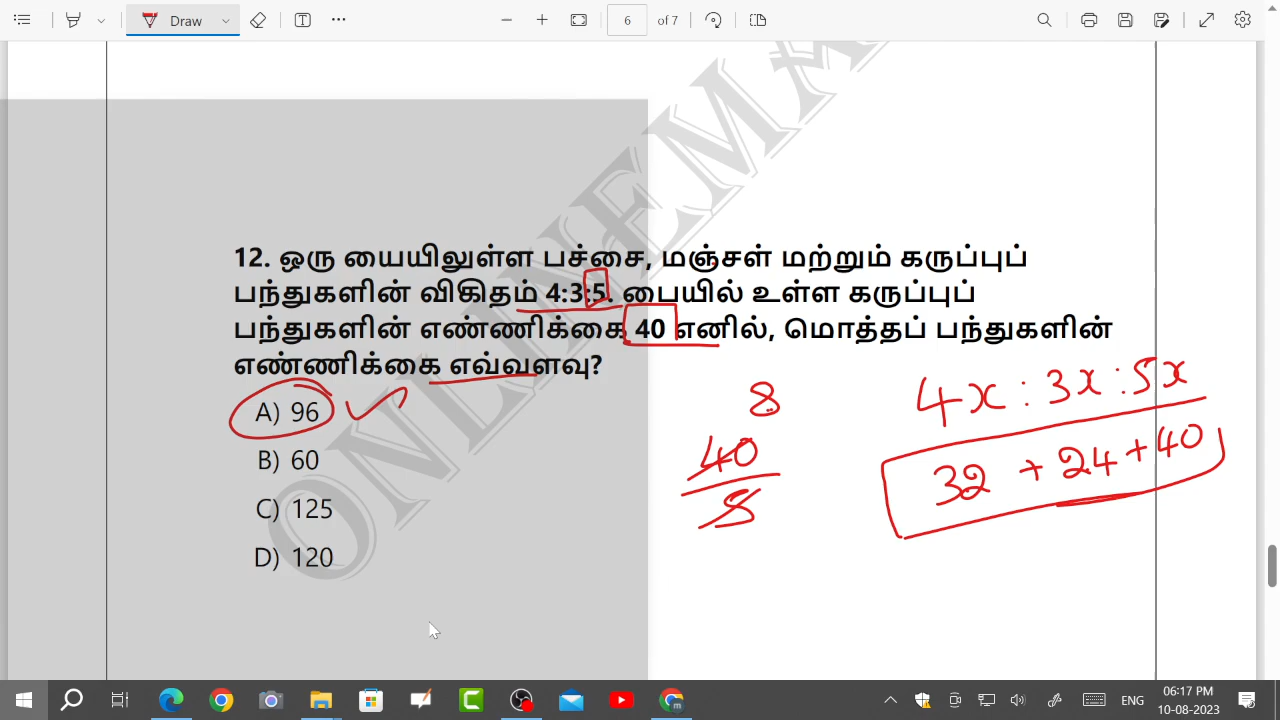 Draw
6 of 7
12. ஒரு பையிலுள்ள பச்சை, மஞ்சள் மற்றும் கருப்புப்
பந்துகளின் விகிதம் 4:3:5. பையில் உள்ள கருப்புப்
பந்துகளின் எண்ணிக்கை 40 எனில், மொத்தப் பந்துகளின்
எண்ணிக்கை எவ்வளவு?
A) 96
B) 60
C) 125
D) 120
8
40
5
4x : 3x : 5x
32 + 24 + 40
ONLINEMA
ENG
06:17 PM
10-08-2023